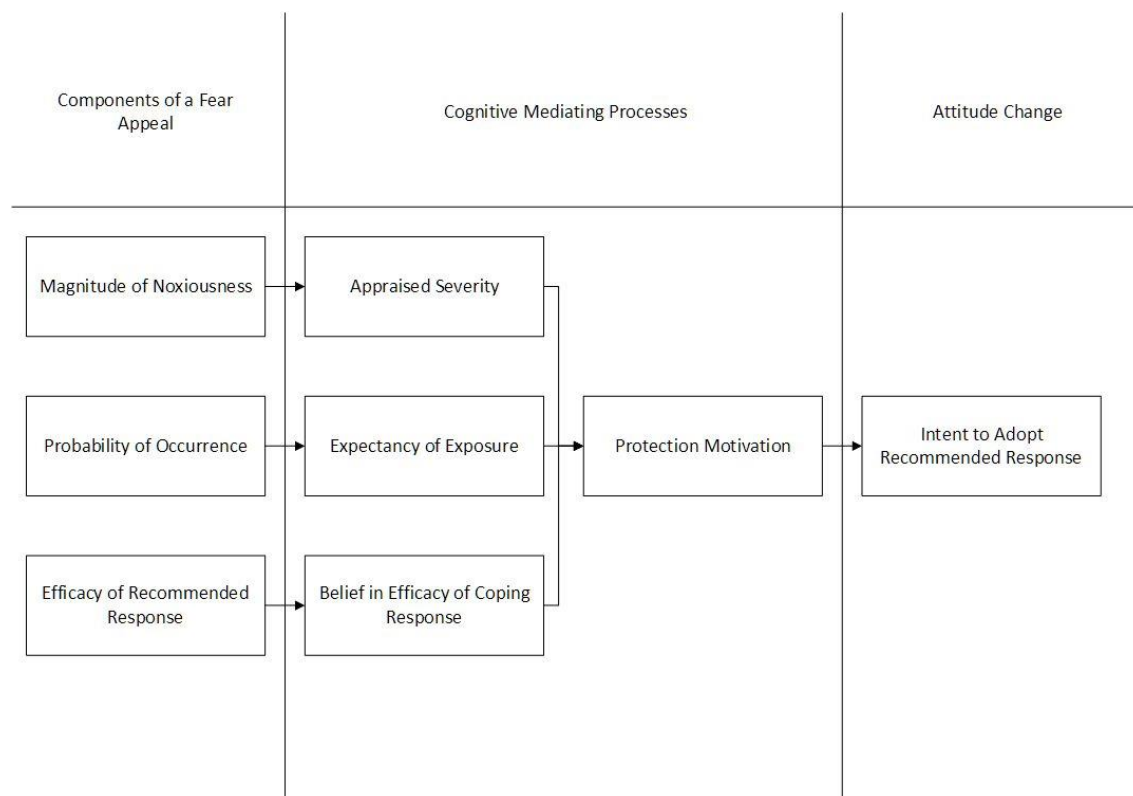 Components of a Fear
Appeal
Cognitive Mediating Processes
Attitude Change
Magnitude of Noxiousness
Appraised Severity
Probability of Occurrence
Expectancy of Exposure
Protection Motivation
Intent to Adopt
Recommended Response
Efficacy of Recommended
Response
Belief in Efficacy of Coping
Response